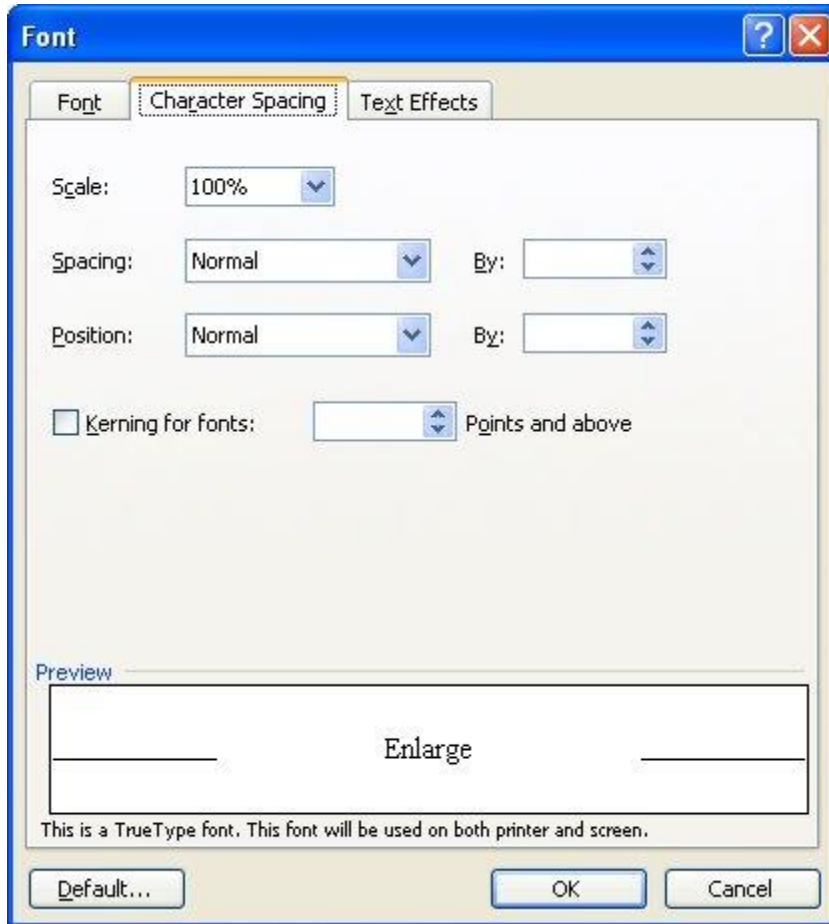 Font
Font Character Spacing Text Effects
Scale: 100%
Spacing: Normal By:
Position: Normal By:
Kerning for fonts: Points and above
Preview
Enlarge
This is a TrueType font. This font will be used on both printer and screen.
Default... OK Cancel